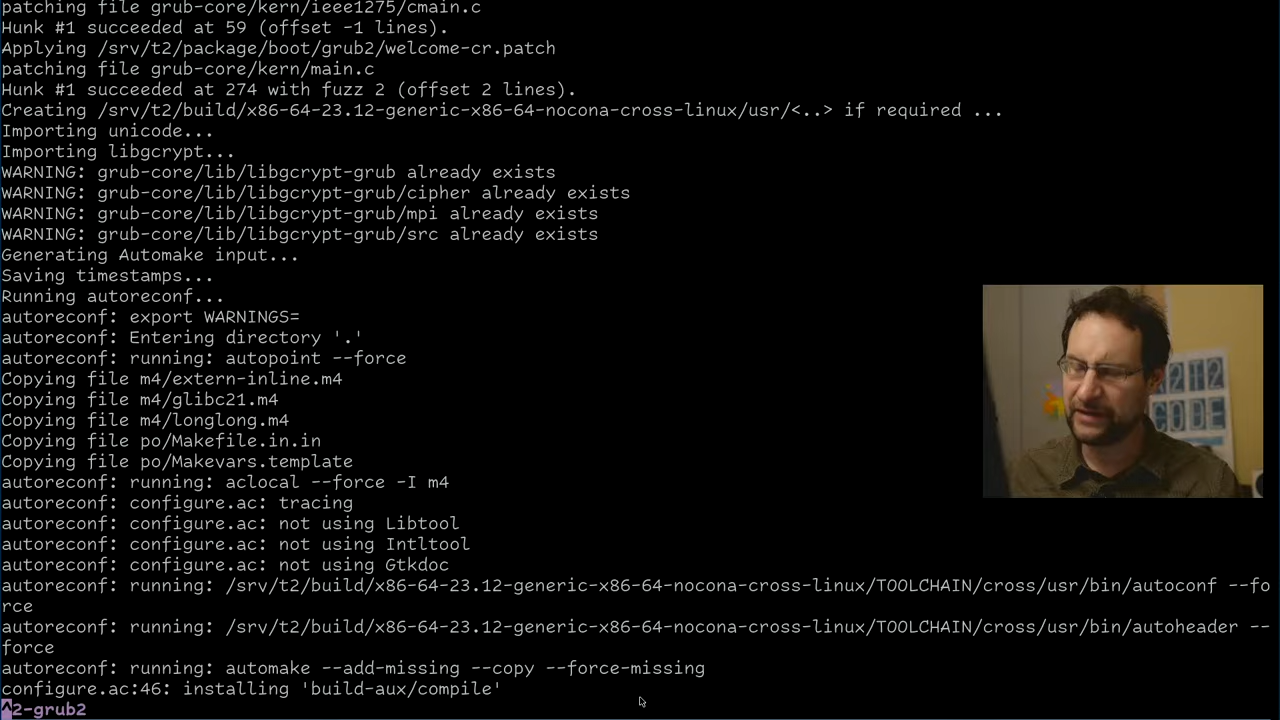 patching file grub-core/kern/ieee1275/cmain.c
Hunk #1 succeeded at 59 (offset -1 lines).
Applying /srv/t2/package/boot/grub2/welcome-cr.patch
patching file grub-core/kern/main.c
Hunk #1 succeeded at 274 with fuzz 2 (offset 2 lines).
Creating /srv/t2/build/x86-64-23.12-generic-x86-64-nocona-cross-linux/usr/<..> if required ...
Importing unicode...
Importing libgcrypt...
WARNING: grub-core/lib/libgcrypt-grub already exists
WARNING: grub-core/lib/libgcrypt-grub/cipher already exists
WARNING: grub-core/lib/libgcrypt-grub/mpi already exists
WARNING: grub-core/lib/libgcrypt-grub/src already exists
Generating Automake input...
Saving timestamps...
Running autoreconf...
autoreconf: export WARNINGS=
autoreconf: Entering directory '.'
autoreconf: running: autopoint --force
Copying file m4/extern-inline.m4
Copying file m4/glibc21.m4
Copying file m4/longlong.m4
Copying file po/Makefile.in.in
Copying file po/Makevars.template
autoreconf: running: aclocal --force -I m4
autoreconf: configure.ac: tracing
autoreconf: configure.ac: not using Libtool
autoreconf: configure.ac: not using Intltool
autoreconf: configure.ac: not using Gtkdoc
autoreconf: running: /srv/t2/build/x86-64-23.12-generic-x86-64-nocona-cross-linux/TOOLCHAIN/cross/usr/bin/autoconf --fo
rce
autoreconf: running: /srv/t2/build/x86-64-23.12-generic-x86-64-nocona-cross-linux/TOOLCHAIN/cross/usr/bin/autoheader --
force
autoreconf: running: automake --add-missing --copy --force-missing
configure.ac:46: installing 'build-aux/compile'
^2-grub2
CODE